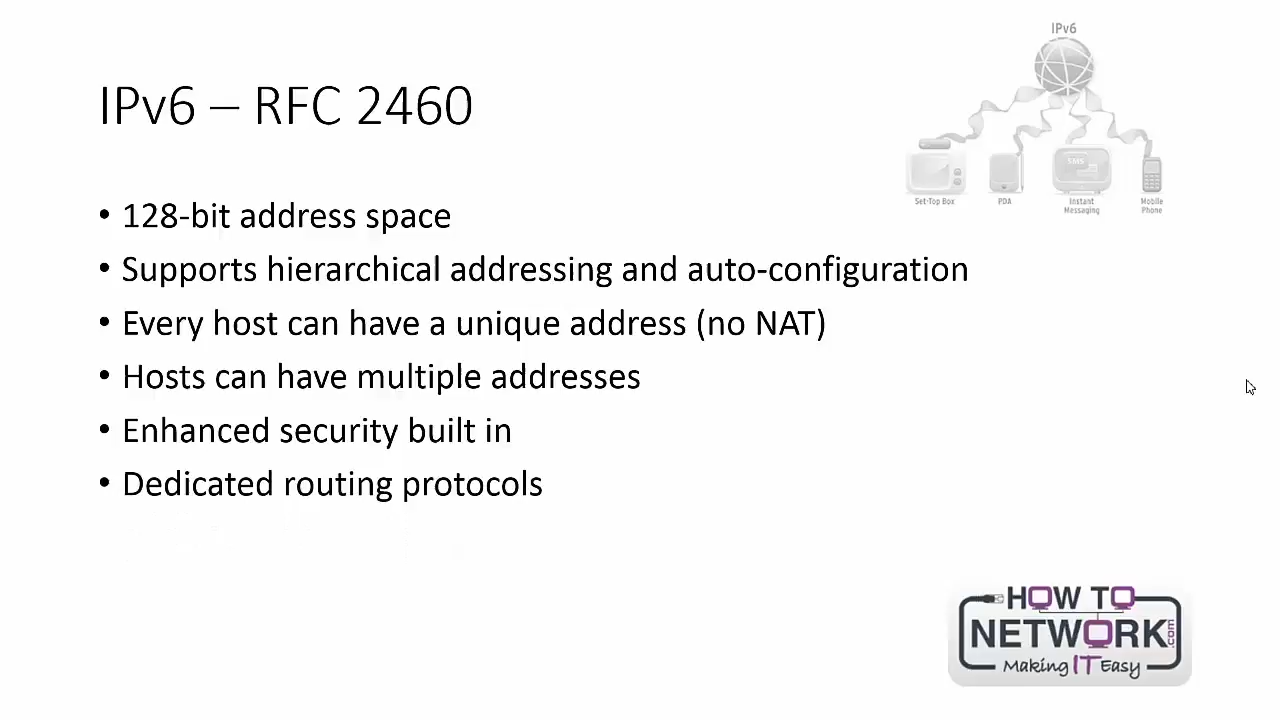 IPv6
IPv6 – RFC 2460
Set-Top Box
PDA
SMS
Instant
Messaging
Mobile
Phone
• 128-bit address space
• Supports hierarchical addressing and auto-configuration
• Every host can have a unique address (no NAT)
• Hosts can have multiple addresses
• Enhanced security built in
• Dedicated routing protocols
HOW TO
NETWORK.com
Making IT Easy